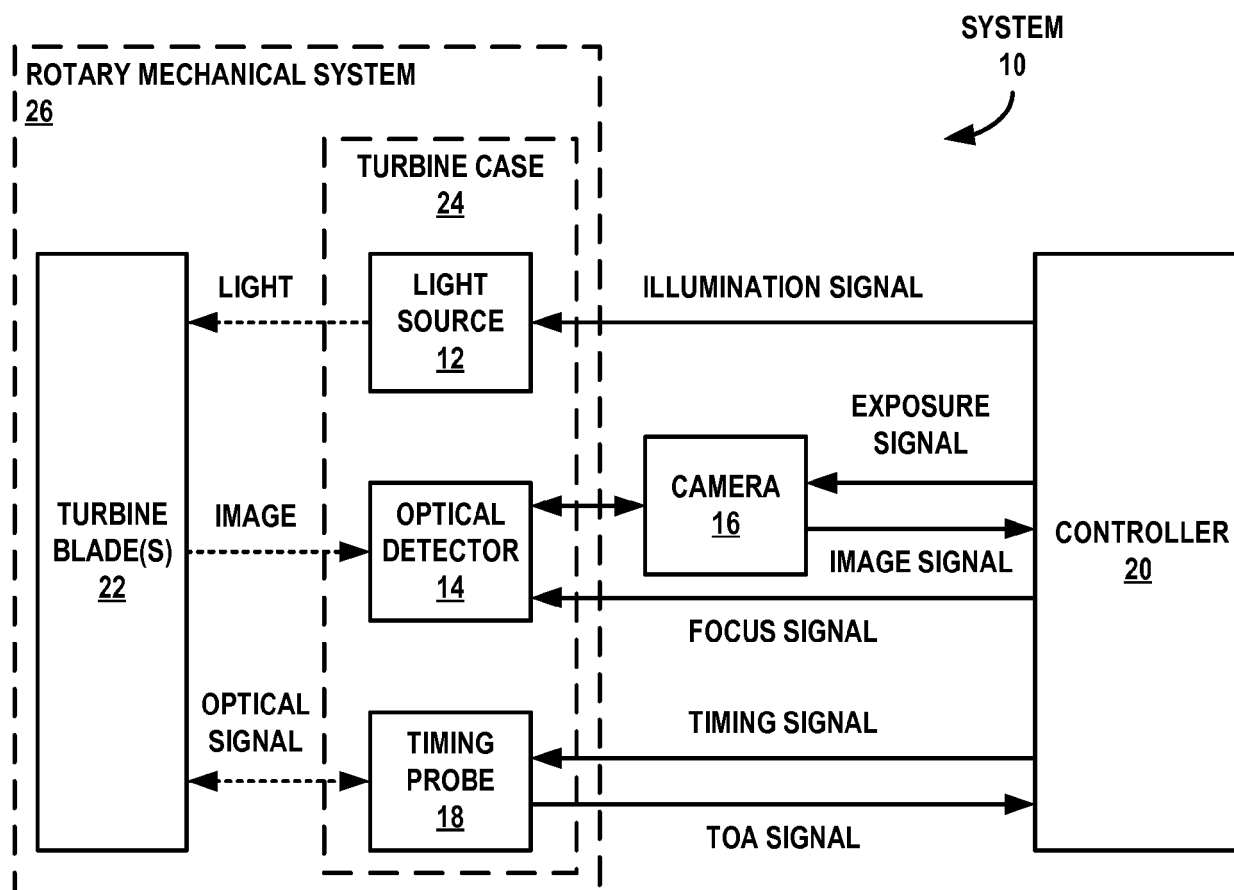 SYSTEM
10
ROTARY MECHANICAL SYSTEM
26
TURBINE CASE
24
LIGHT
LIGHT
SOURCE
12
ILLUMINATION SIGNAL
EXPOSURE
SIGNAL
CAMERA
16
IMAGE SIGNAL
TURBINE
BLADE(S)
22
IMAGE
OPTICAL
DETECTOR
14
FOCUS SIGNAL
CONTROLLER
20
OPTICAL
SIGNAL
TIMING
PROBE
18
TIMING SIGNAL
TOA SIGNAL